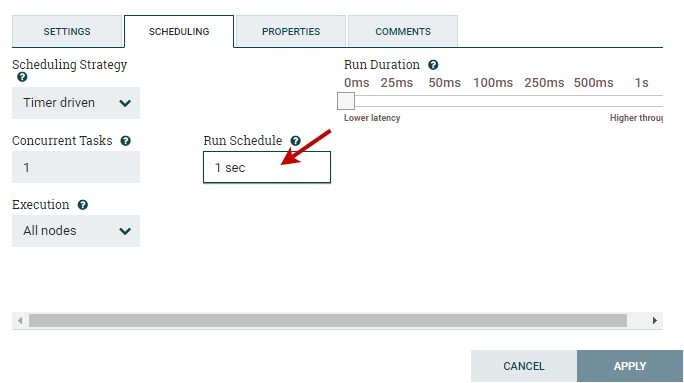 SETTINGS SCHEDULING PROPERTIES COMMENTS
Scheduling Strategy
Run Duration
0ms 25ms 50ms 100ms 250ms 500ms 1s
Timer driven
Lower latency Higher throu
Concurrent Tasks
Run Schedule
1
1 sec
Execution
All nodes
CANCEL APPLY